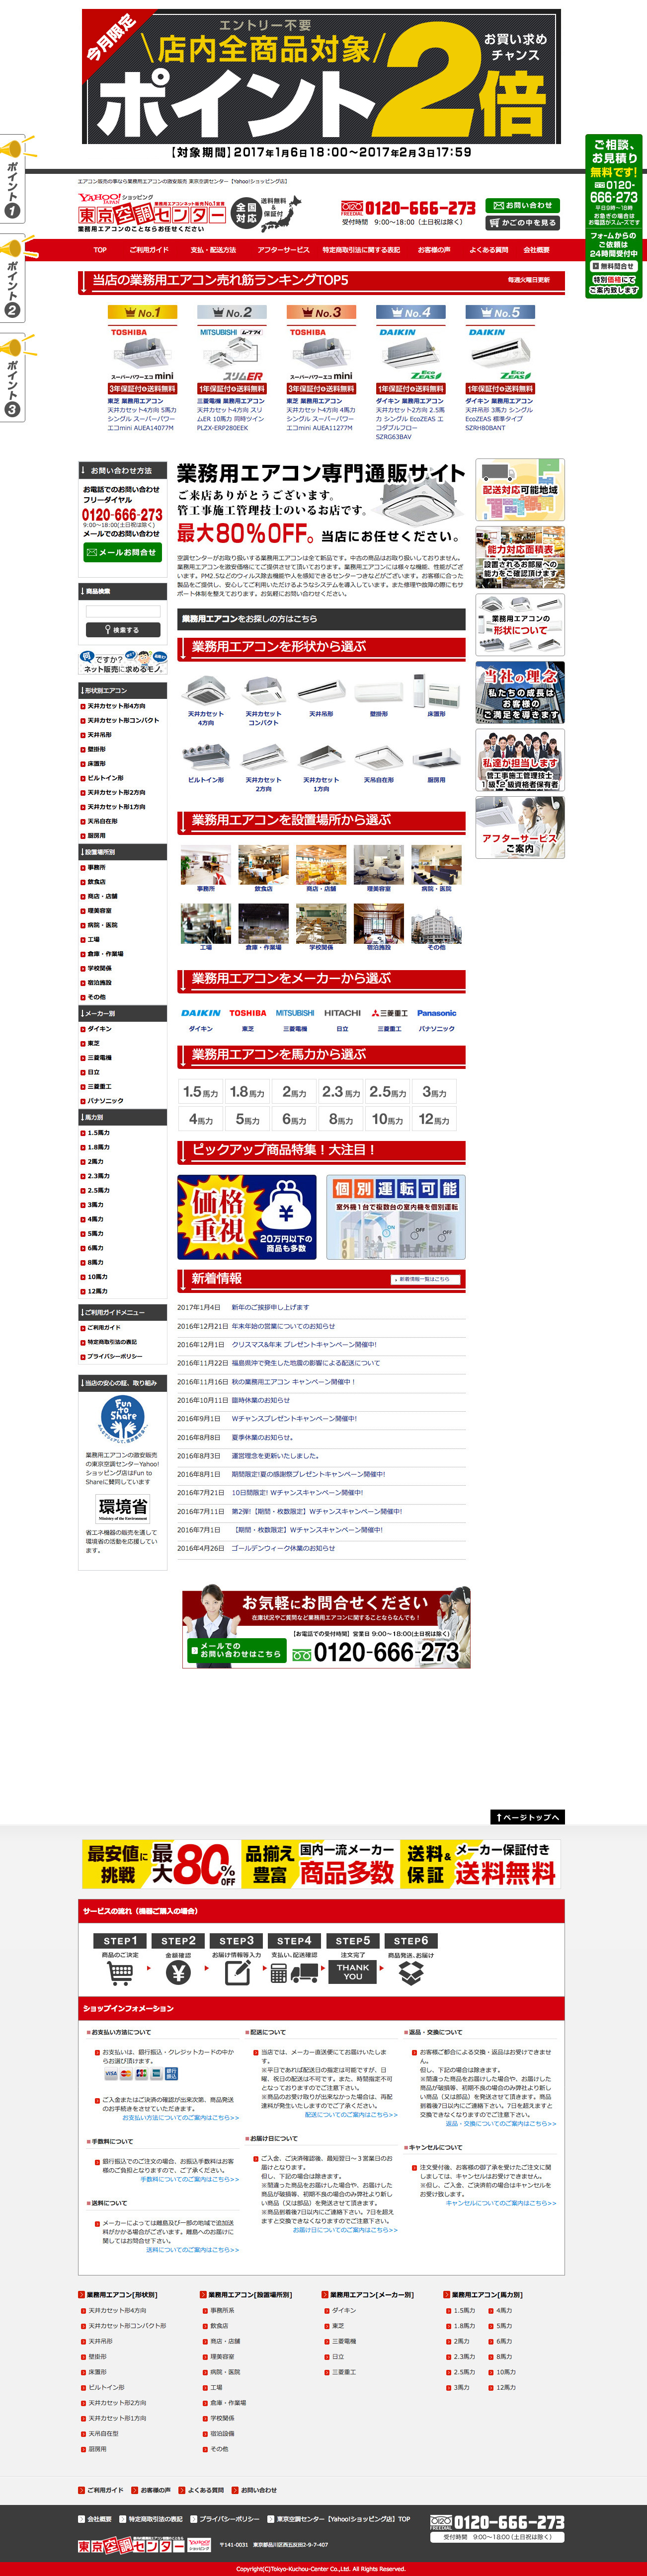 今月限定
エントリー不要
店内全商品対象
ポイント2倍
お買い求めチャンス
【対象期間】2017年1月6日18:00〜2017年2月3日17:59
ポイント1
ポイント2
ポイント3
ご相談、お見積り無料です!
0120-666-273
平日9時〜18時
お急ぎの場合はお電話がスムーズです
フォームからのご依頼は24時間受付中
無料問合せ
特別価格にてご案内致します
エアコン販売の事なら業務用エアコンの激安販売 東京空調センター【Yahoo!ショッピング店】
YAHOO! JAPAN ショッピング
業務用エアコンネット販売No.1宣言
東京空調センター
業務用エアコンのことならお任せください
全国対応
送料無料&保証付
FREEDIAL 0120-666-273
受付時間 9:00〜18:00(土日祝は除く)
お問い合わせ
かごの中を見る
TOP ご利用ガイド 支払・配送方法 アフターサービス 特定商取引法に関する表記 お客様の声 よくある質問 会社概要
当店の業務用エアコン売れ筋ランキングTOP5
毎週火曜日更新
No.1 No.2 No.3 No.4 No.5
TOSHIBA
スーパーパワーエコmini
3年保証付&送料無料
東芝 業務用エアコン
天井カセット4方向 5馬力 シングル スーパーパワーエコmini AUEA14077M
MITSUBISHI ムーブアイ
スリムER
1年保証付&送料無料
三菱電機 業務用エアコン
天井カセット4方向 スリムER 10馬力 同時ツイン PLZX-ERP280EEK
TOSHIBA
スーパーパワーエコmini
3年保証付&送料無料
東芝 業務用エアコン
天井カセット4方向 4馬力 シングル スーパーパワーエコmini AUEA11277M
DAIKIN
Eco ZEAS
1年保証付&送料無料
ダイキン 業務用エアコン
天井カセット2方向 2.5馬力 シングル EcoZEAS エコダブルフロー SZRG63BAV
DAIKIN
Eco ZEAS
1年保証付&送料無料
ダイキン 業務用エアコン
天井吊形 3馬力 シングル EcoZEAS 標準タイプ SZRH80BANT
お問い合わせ方法
お電話でのお問い合わせ
フリーダイヤル
0120-666-273
9:00〜18:00(土日祝は除く)
メールでのお問い合わせ
メールお問合せ
商品検索
検索する
何ですか?
ネット販売に求めるモノ。
形状別エアコン
天井カセット形4方向
天井カセット形コンパクト
天井吊形
壁掛形
床置形
ビルトイン形
天井カセット形2方向
天井カセット形1方向
天吊自在形
厨房用
設置場所別
事務所
飲食店
商店・店舗
理美容室
病院・医院
工場
倉庫・作業場
学校関係
宿泊施設
その他
メーカー別
ダイキン
東芝
三菱電機
日立
三菱重工
パナソニック
馬力別
1.5馬力
1.8馬力
2馬力
2.3馬力
2.5馬力
3馬力
4馬力
5馬力
6馬力
8馬力
10馬力
12馬力
ご利用ガイドメニュー
ご利用ガイド
特定商取引法の表記
プライバシーポリシー
当店の安心の証、取り組み
Fun to Share
業務用エアコンの激安販売の東京空調センターYahoo!ショッピング店はFun to Shareに賛同しています
環境省
Ministry of the Environment
省エネ機器の販売を通して環境省の活動を応援しています。
業務用エアコン専門通販サイト
ご来店ありがとうございます。
管工事施工管理技士のいるお店です。
最大80%OFF。当店にお任せください。
空調センターがお取り扱いする業務用エアコンは全て新品です。中古の商品はお取り扱いしておりません。業務用エアコンを激安価格にてご提供させて頂いております。業務用エアコンには様々な機能、性能がございます。PM2.5などのウィルス除去機能や人を感知できるセンターつきなどがございます。お客様に合った製品をご提供し、安心してご利用いただけるようなシステムを導入しています。また修理や故障の際にもサポート体制を整えております。お気軽にお問い合わせください。
業務用エアコンをお探しの方はこちら
業務用エアコンを形状から選ぶ
天井カセット4方向 天井カセットコンパクト 天井吊形 壁掛形 床置形
ビルトイン形 天井カセット2方向 天井カセット1方向 天吊自在形 厨房用
業務用エアコンを設置場所から選ぶ
事務所 飲食店 商店・店舗 理美容室 病院・医院
工場 倉庫・作業場 学校関係 宿泊施設 その他
業務用エアコンをメーカーから選ぶ
DAIKIN TOSHIBA MITSUBISHI HITACHI 三菱重工 Panasonic
ダイキン 東芝 三菱電機 日立 三菱重工 パナソニック
業務用エアコンを馬力から選ぶ
1.5馬力 1.8馬力 2馬力 2.3馬力 2.5馬力 3馬力
4馬力 5馬力 6馬力 8馬力 10馬力 12馬力
ピックアップ商品特集!大注目!
価格重視
20万円以下の商品も多数
個別運転可能
室外機1台で複数台の室内機を個別運転
OFF
OFF
新着情報
新着情報一覧はこちら
2017年1月4日 新年のご挨拶申し上げます
2016年12月21日 年末年始の営業についてのお知らせ
2016年12月1日 クリスマス&年末 プレゼントキャンペーン開催中!
2016年11月22日 福島県沖で発生した地震の影響による配送について
2016年11月16日 秋の業務用エアコン キャンペーン開催中!
2016年10月11日 臨時休業のお知らせ
2016年9月1日 Wチャンスプレゼントキャンペーン開催中!
2016年8月8日 夏季休業のお知らせ。
2016年8月3日 運営理念を更新いたしました。
2016年8月1日 期間限定!夏の感謝祭プレゼントキャンペーン開催中!
2016年7月21日 10日間限定! Wチャンスキャンペーン開催中!
2016年7月11日 第2弾!【期間・枚数限定】Wチャンスキャンペーン開催中!
2016年7月1日 【期間・枚数限定】Wチャンスキャンペーン開催中!
2016年4月26日 ゴールデンウィーク休業のお知らせ
配送対応可能地域
能力対応面積表
設置されるお部屋への能力をご確認頂けます
業務用エアコンの形状について
当社の理念
私たちの成長はお客様のご満足を導きます
私達が担当します
管工事施工管理技士
1級、2級資格者保有者
アフターサービスご案内
お気軽にお問合せください
在庫状況やご質問など業務用エアコンに関することならなんでも!
メールでのお問い合わせはこちら
【お電話での受付時間】営業日 9:00〜18:00(土日祝は除く)
0120-666-273
↑ページトップへ
最安値に挑戦
最大80%OFF
品揃え豊富
国内一流メーカー商品多数
送料&保証
メーカー保証付き送料無料
サービスの流れ(機器ご購入の場合)
STEP1 STEP2 STEP3 STEP4 STEP5 STEP6
商品のご決定 金額確認 お届け情報等入力 支払い、配送確認 注文完了 商品発送、お届け
THANK YOU
ショップインフォメーション
お支払い方法について
お支払いは、銀行振込・クレジットカードの中からお選び頂けます。
VISA JCB 銀行振込
ご入金またはご決済の確認が出来次第、商品発送のお手続きをさせていただきます。
お支払い方法についてのご案内はこちら>>
手数料について
銀行振込でのご注文の場合、お振込手数料はお客様のご負担となりますので、ご了承ください。
手数料についてのご案内はこちら>>
送料について
メーカーによっては離島及び一部の地域で追加送料がかかる場合がございます。離島へのお届けに関してはお問合せ下さい。
送料についてのご案内はこちら>>
配送について
当店では、メーカー直送便にてお届けいたします。
※平日であれば配送日の指定は可能ですが、日曜、祝日の配送は不可です。また、時間指定不可となっておりますのでご注意下さい。
※商品のお受け取りが出来なかった場合は、再配達料が発生いたしますのでご了承ください。
配送についてのご案内はこちら>>
お届け日について
ご入金、ご決済確認後、最短翌日〜3営業日のお届けとなります。
但し、下記の場合は除きます。
※間違った商品をお届けした場合や、お届けした商品が破損等、初期不良の場合のみ弊社より新しい商品(又は部品)を発送させて頂きます。
※商品到着後7日以内にご連絡下さい。7日を超えますと交換できなくなりますのでご注意下さい。
お届け日についてのご案内はこちら>>
返品・交換について
お客様ご都合による交換・返品はお受けできません。
但し、下記の場合は除きます。
※間違った商品をお届けした場合や、お届けした商品が破損等、初期不良の場合のみ弊社より新しい商品(又は部品)を発送させて頂きます。商品到着後7日以内にご連絡下さい。7日を超えますと交換できなくなりますのでご注意下さい。
返品・交換についてのご案内はこちら>>
キャンセルについて
注文受付後、お客様の御了承を受けたご注文に関しましては、キャンセルはお受けできません。
※但し、ご入金、ご決済前の場合はキャンセルをお受け致します。
キャンセルについてのご案内はこちら>>
業務用エアコン[形状別]
天井カセット形4方向
天井カセット形コンパクト形
天井吊形
壁掛形
床置形
ビルトイン形
天井カセット形2方向
天井カセット形1方向
天吊自在型
厨房用
業務用エアコン[設置場所別]
事務所系
飲食店
商店・店舗
理美容室
病院・医院
工場
倉庫・作業場
学校関係
宿泊設備
その他
業務用エアコン[メーカー別]
ダイキン
東芝
三菱電機
日立
三菱重工
業務用エアコン[馬力別]
1.5馬力 4馬力
1.8馬力 5馬力
2馬力 6馬力
2.3馬力 8馬力
2.5馬力 10馬力
3馬力 12馬力
ご利用ガイド お客様の声 よくある質問 お問い合わせ
会社概要 特定商取引法の表記 プライバシーポリシー 東京空調センター【Yahoo!ショッピング店】TOP
FREEDIAL 0120-666-273
受付時間 9:00〜18:00(土日祝は除く)
東京空調センター
YAHOO! JAPAN ショッピング
〒141-0031 東京都品川区西五反田2-9-7-407
Copyright(C)Tokyo-Kuchou-Center Co.,Ltd. All Rights Reserved.